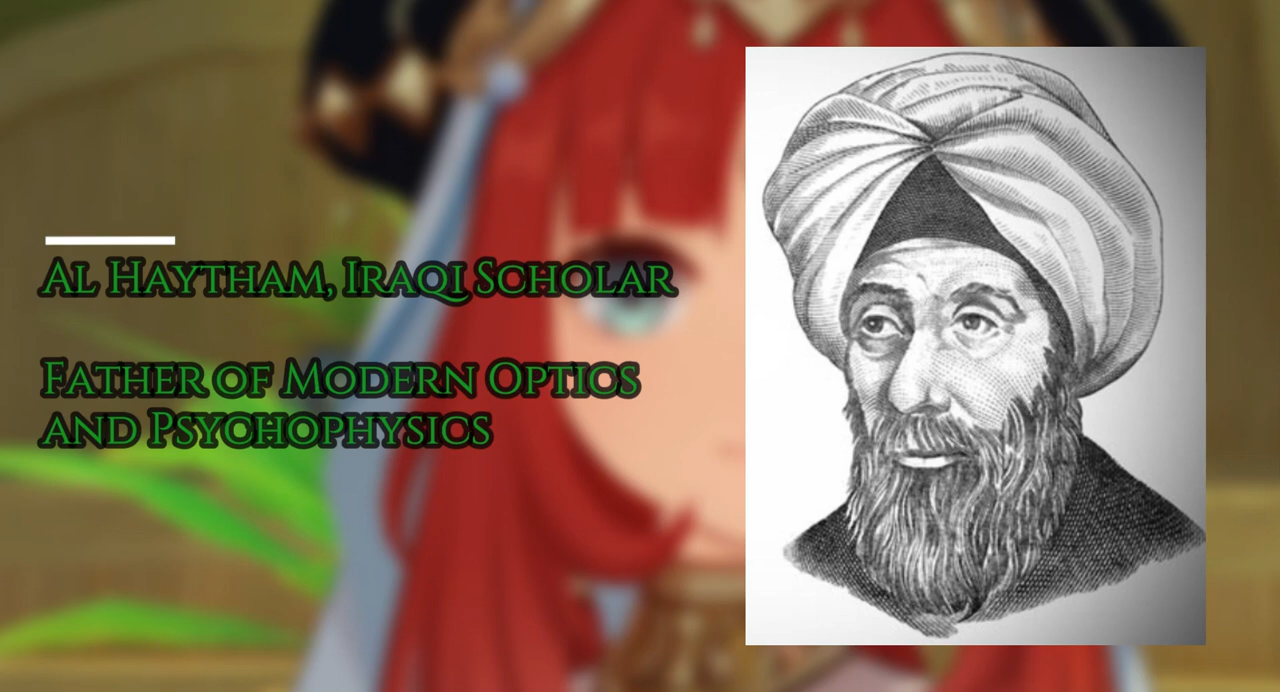 Al Haytham, Iraqi Scholar
Father of Modern Optics
and Psychophysics